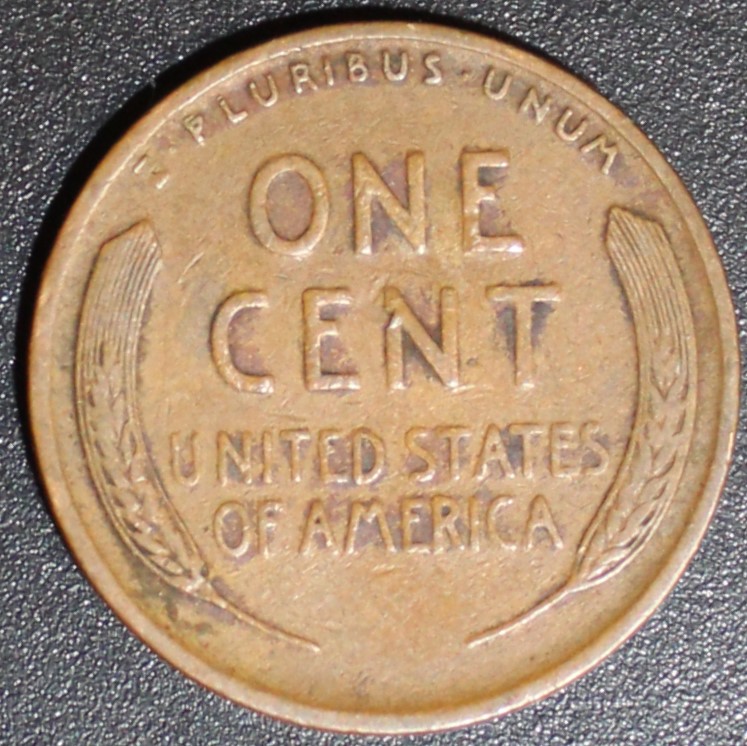 E · PLURIBUS · UNUM
ONE
CENT
UNITED STATES
OF AMERICA